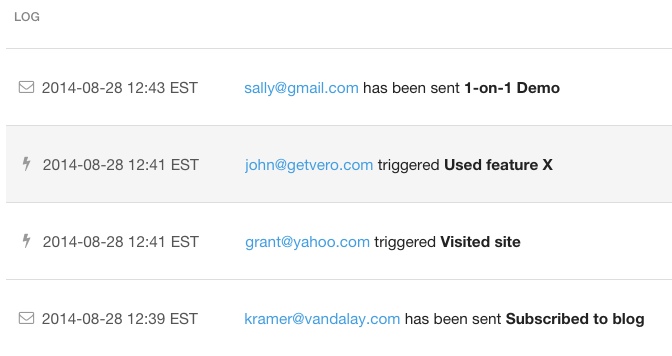 LOG
2014-08-28 12:43 EST sally@gmail.com has been sent 1-on-1 Demo
2014-08-28 12:41 EST john@getvero.com triggered Used feature X
2014-08-28 12:41 EST grant@yahoo.com triggered Visited site
2014-08-28 12:39 EST kramer@vandalay.com has been sent Subscribed to blog